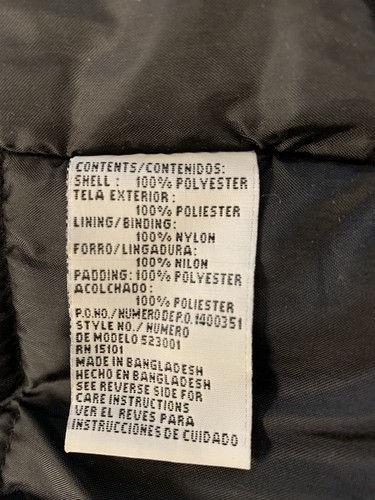 CONTENTS/CONTENIDOS:
SHELL : 100% POLYESTER
TELA EXTERIOR :
100% POLIESTER
LINING/BINDING:
100% NYLON
FORRO/LINGADURA:
100% NILON
PADDING: 100% POLYESTER
ACOLCHADO:
100% POLIESTER
P.O.NO./NUMERO DE P.O. 1400351
STYLE NO./ NUMERO
DE MODELO 523001
RN 15101
MADE IN BANGLADESH
HECHO EN BANGLADESH
SEE REVERSE SIDE FOR
CARE INSTRUCTIONS
VER EL REVES PARA
INSTRUCCIONES DE CUIDADO